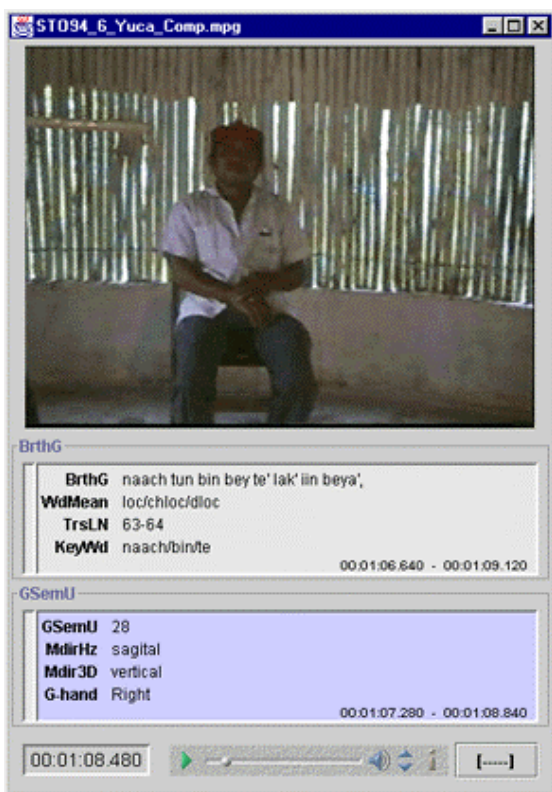 STO94_6_Yuca_Comp.mpg
BrthG
BrthG naach tun bin bey te' lak' iin beya',
WdMean loc/chloc/dloc
TrsLN 63-64
KeyWd naach/bin/te
00:01:06.640 - 00:01:09.120
GSemU
GSemU 28
MdirHz sagital
Mdir3D vertical
G-hand Right
00:01:07.280 - 00:01:08.840
00:01:08.480 [-----]